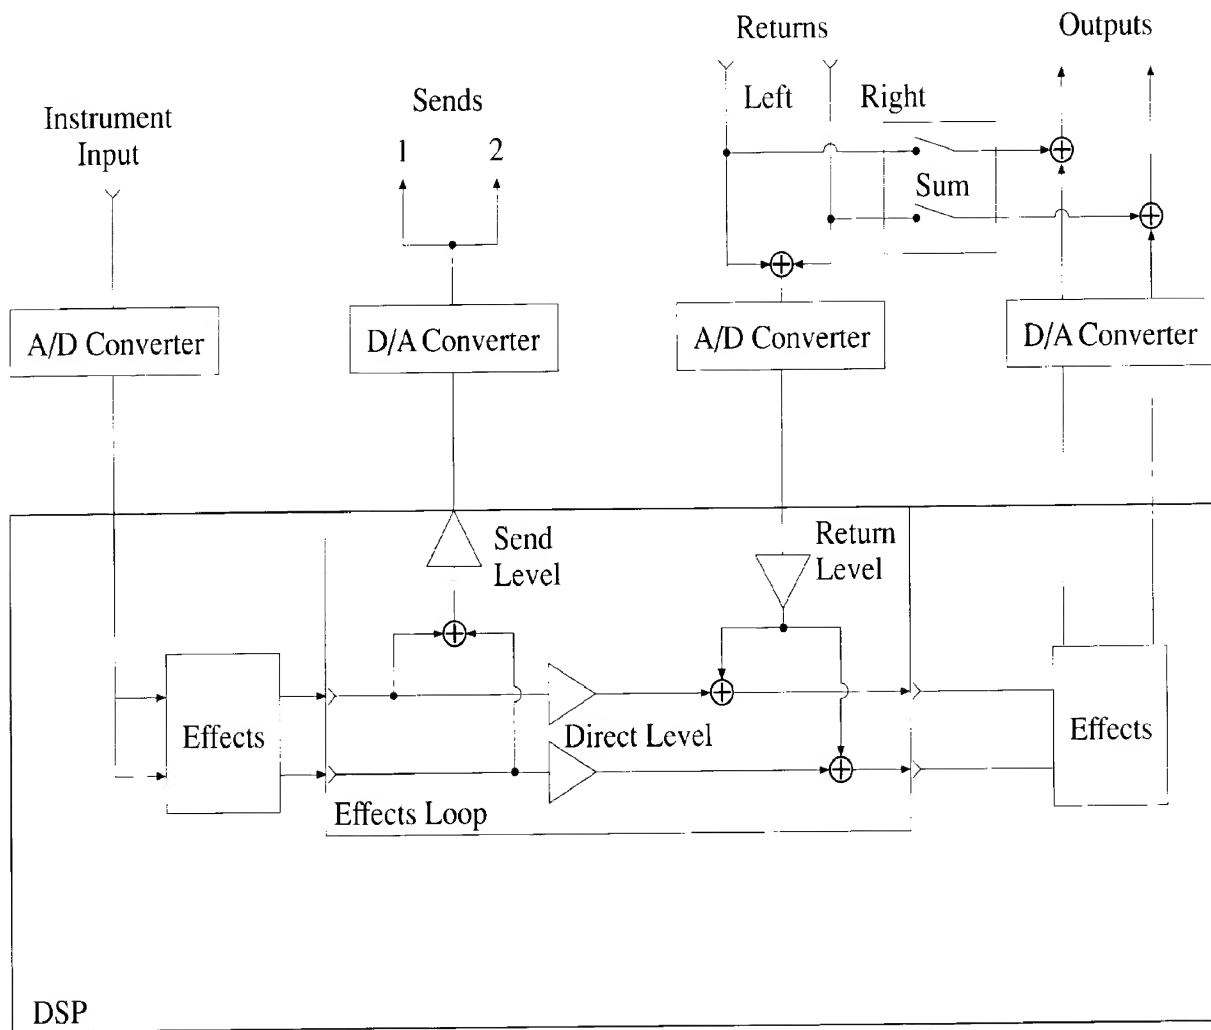 Returns
Outputs
Left
Right
Sends
Instrument
Input
1
2
Sum
A/D Converter
D/A Converter
A/D Converter
D/A Converter
Send
Level
Return
Level
Effects
Direct Level
Effects
Effects Loop
DSP